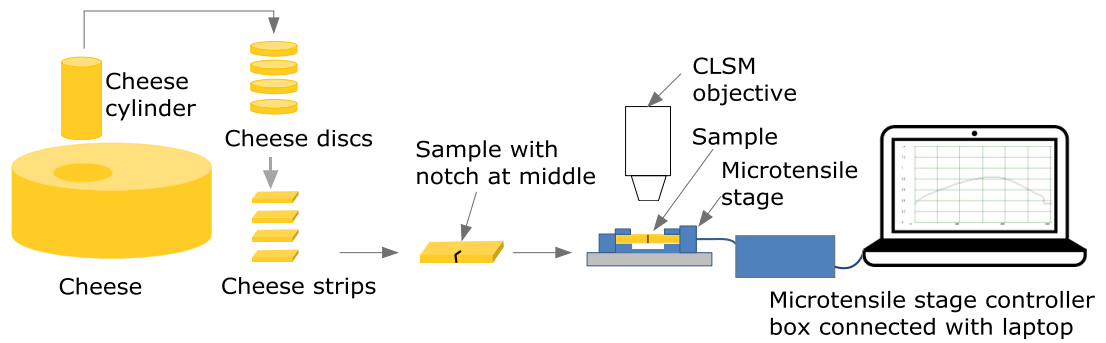 Cheese
cylinder
Cheese discs
Cheese
Cheese strips
Sample with
notch at middle
CLSM
objective
Sample
Microtensile
stage
Microtensile stage controller
box connected with laptop